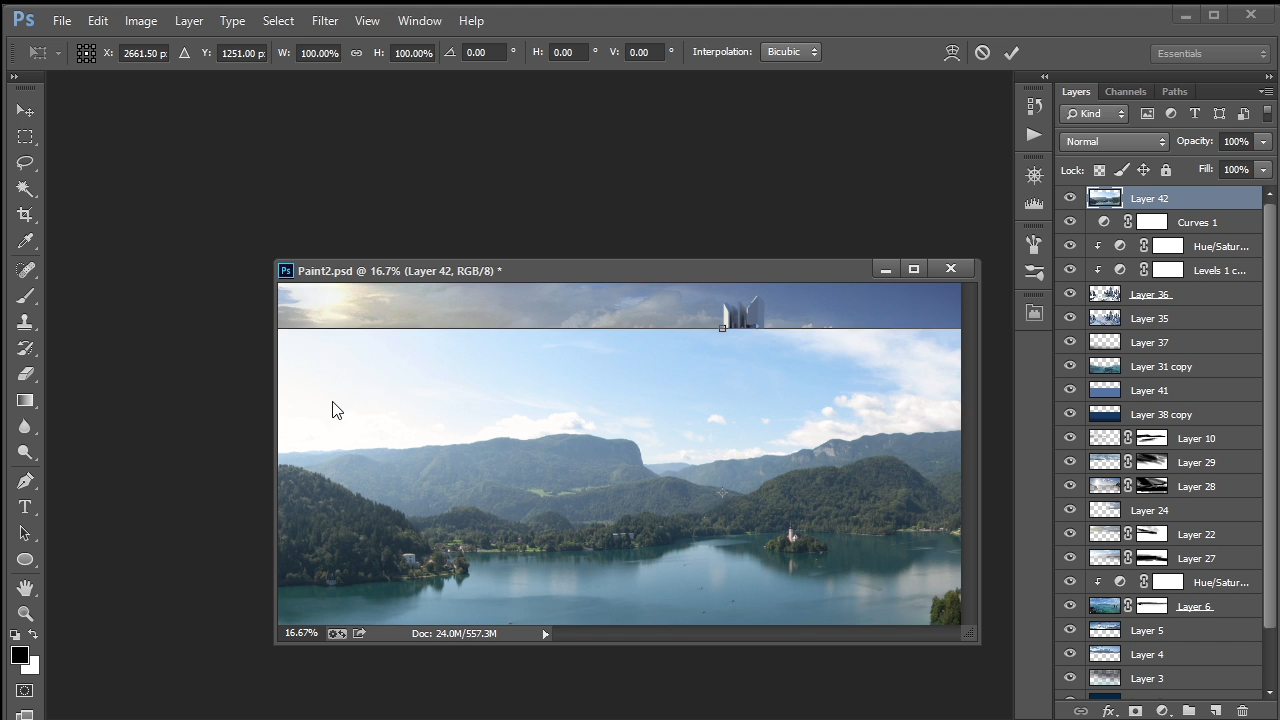 Ps File Edit Image Layer Type Select Filter View Window Help
X: 2661.50 px Y: 1251.00 px W: 100.00% H: 100.00% 0.00 ° H: 0.00 ° V: 0.00 ° Interpolation: Bicubic Essentials
Layers Channels Paths
Kind
Normal Opacity: 100%
Lock: Fill: 100%
Layer 42
Curves 1
Hue/Satur...
Levels 1 c...
Layer 36
Layer 35
Layer 37
Layer 31 copy
Layer 41
Layer 38 copy
Layer 10
Layer 29
Layer 28
Layer 24
Layer 22
Layer 27
Hue/Satur...
Layer 6
Layer 5
Layer 4
Layer 3
Ps Paint2.psd @ 16.7% (Layer 42, RGB/8) *
16.67% Doc: 24.0M/557.3M